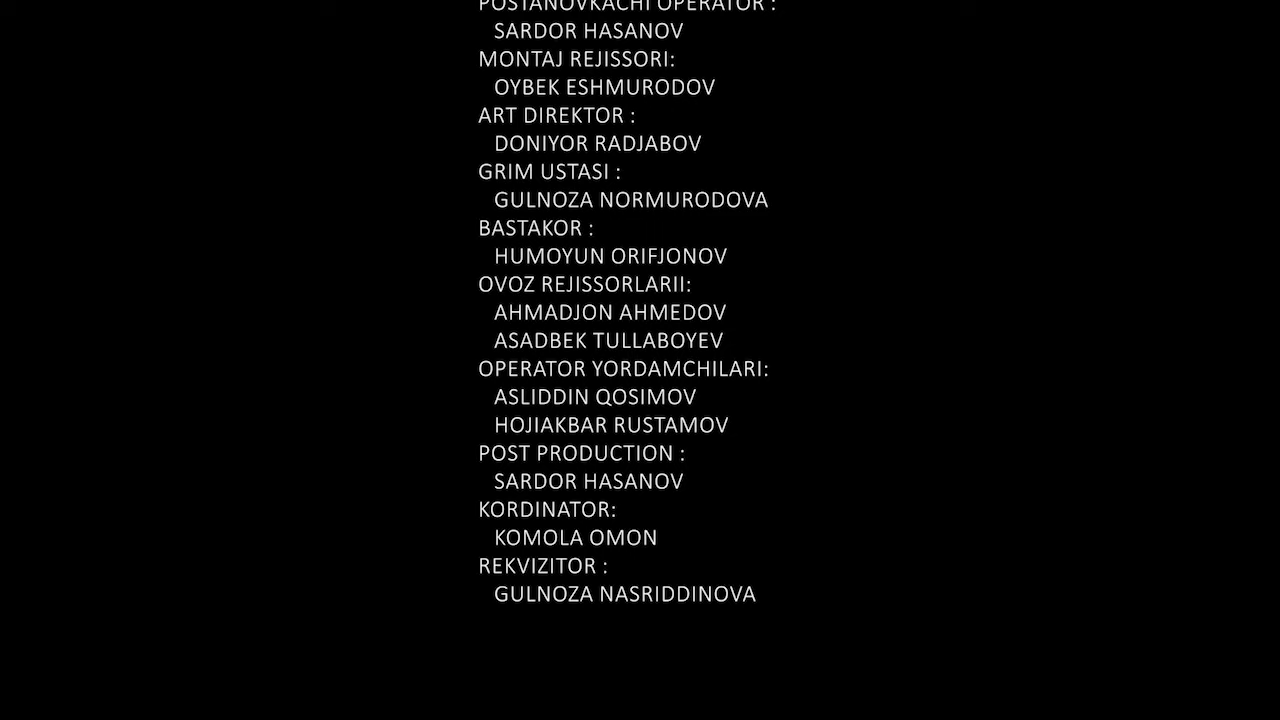 POSTANOVKACHI OPERATOR :
SARDOR HASANOV
MONTAJ REJISSORI:
OYBEK ESHMURODOV
ART DIREKTOR :
DONIYOR RADJABOV
GRIM USTASI :
GULNOZA NORMURODOVA
BASTAKOR :
HUMOYUN ORIFJONOV
OVOZ REJISSORLARII:
AHMADJON AHMEDOV
ASADBEK TULLABOYEV
OPERATOR YORDAMCHILARI:
ASLIDDIN QOSIMOV
HOJIAKBAR RUSTAMOV
POST PRODUCTION :
SARDOR HASANOV
KORDINATOR:
KOMOLA OMON
REKVIZITOR :
GULNOZA NASRIDDINOVA